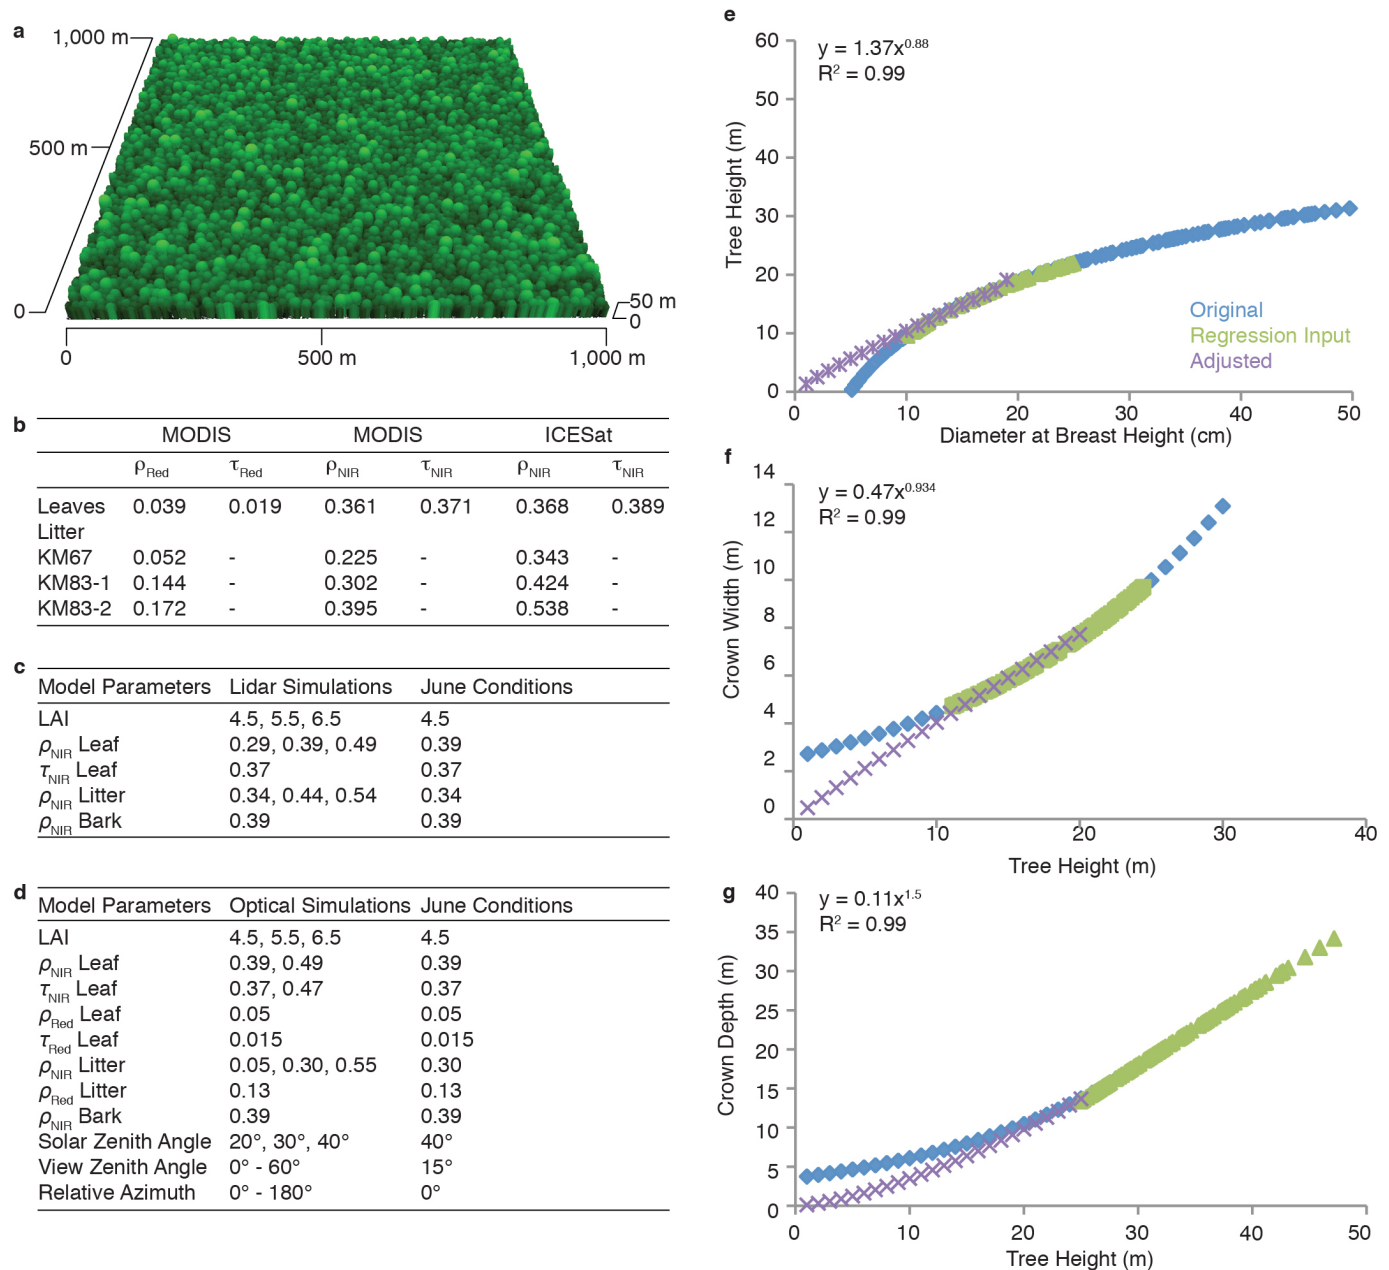 a
1,000 m
500 m
0
50 m
0
0
500 m
1,000 m
b
MODIS MODIS ICESat
ρRed τRed ρNIR τNIR ρNIR τNIR
Leaves 0.039 0.019 0.361 0.371 0.368 0.389
Litter
KM67 0.052 - 0.225 - 0.343 -
KM83-1 0.144 - 0.302 - 0.424 -
KM83-2 0.172 - 0.395 - 0.538 -
c
Model Parameters Lidar Simulations June Conditions
LAI 4.5, 5.5, 6.5 4.5
ρNIR Leaf 0.29, 0.39, 0.49 0.39
τNIR Leaf 0.37 0.37
ρNIR Litter 0.34, 0.44, 0.54 0.34
ρNIR Bark 0.39 0.39
d
Model Parameters Optical Simulations June Conditions
LAI 4.5, 5.5, 6.5 4.5
ρNIR Leaf 0.39, 0.49 0.39
τNIR Leaf 0.37, 0.47 0.37
ρRed Leaf 0.05 0.05
τRed Leaf 0.015 0.015
ρNIR Litter 0.05, 0.30, 0.55 0.30
ρRed Litter 0.13 0.13
ρNIR Bark 0.39 0.39
Solar Zenith Angle 20°, 30°, 40° 40°
View Zenith Angle 0° - 60° 15°
Relative Azimuth 0° - 180° 0°
e
y = 1.37x0.88
R2 = 0.99
Tree Height (m)
60
50
40
30
20
10
0
Original
Regression Input
Adjusted
0 10 20 30 40 50
Diameter at Breast Height (cm)
f
y = 0.47x0.934
R2 = 0.99
Crown Width (m)
14
12
10
8
6
4
2
0
0 10 20 30 40
Tree Height (m)
g
y = 0.11x1.5
R2 = 0.99
Crown Depth (m)
40
35
30
25
20
15
10
5
0
0 10 20 30 40 50
Tree Height (m)